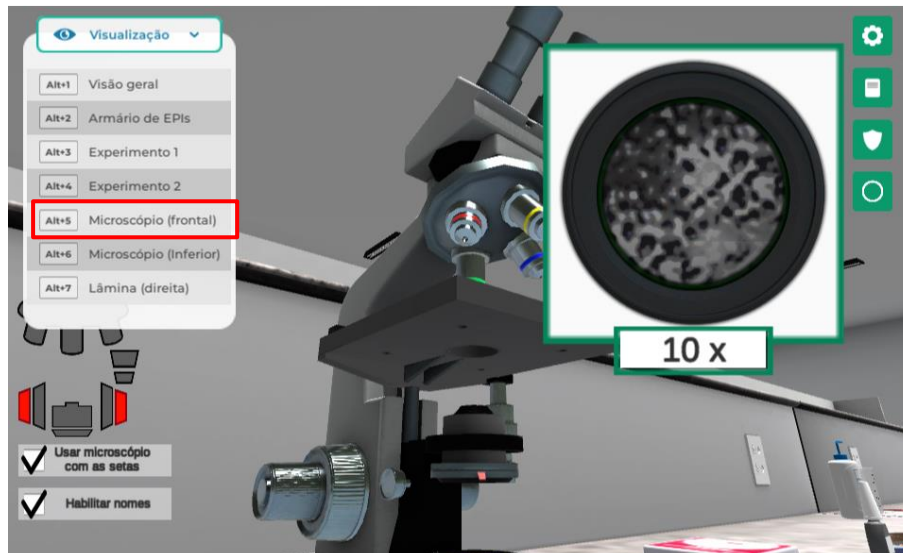 Visualização
Alt+1 Visão geral
Alt+2 Armário de EPIs
Alt+3 Experimento 1
Alt+4 Experimento 2
Alt+5 Microscópio (frontal)
Alt+6 Microscópio (Inferior)
Alt+7 Lâmina (direita)
10 x
Usar microscópio
com as setas
Habilitar nomes